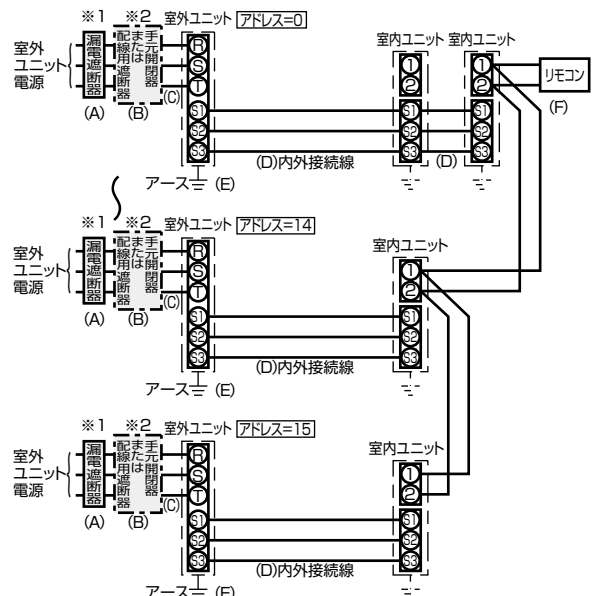 ※1 ※2 室外ユニット アドレス=0 室内ユニット 室内ユニット
室外
ユニット
電源
漏電遮断器
配線用遮断器
または
手元開閉器
R
S
T
S1
S2
S3
1
2
S1
S2
S3
1
2
S1
S2
S3
リモコン
(A) (B) (C) (F)
(D)内外接続線 (D)
アース (E)
※1 ※2 室外ユニット アドレス=14 室内ユニット
室外
ユニット
電源
漏電遮断器
配線用遮断器
または
手元開閉器
R
S
T
S1
S2
S3
1
2
S1
S2
S3
(A) (B) (C)
(D)内外接続線
アース (E)
※1 ※2 室外ユニット アドレス=15 室内ユニット
室外
ユニット
電源
漏電遮断器
配線用遮断器
または
手元開閉器
R
S
T
S1
S2
S3
1
2
S1
S2
S3
(A) (B) (C)
(D)内外接続線
アース (E)